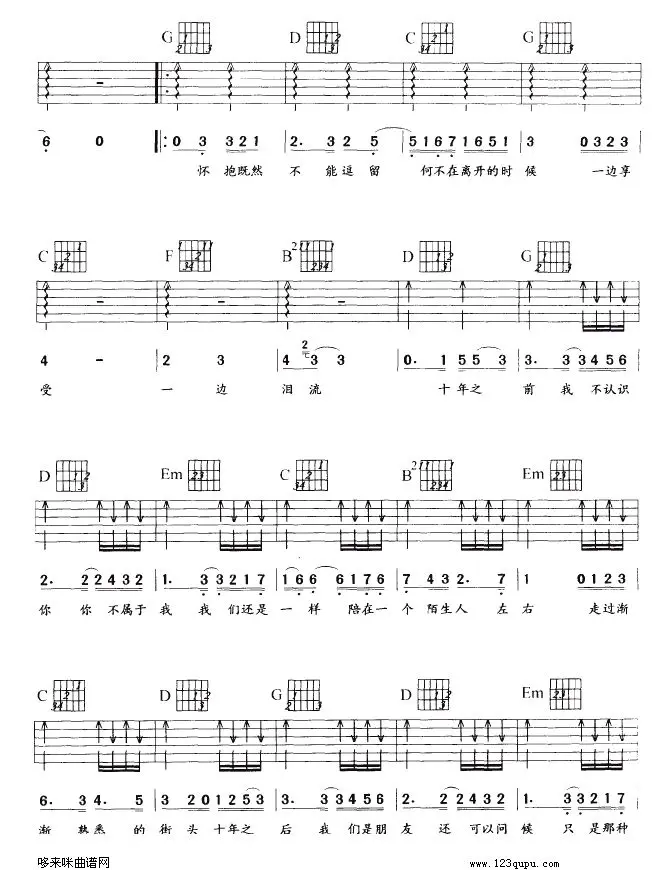 G D C G
6 0 0 3 3 2 1 2. 3 2 5 5 1 6 7 1 6 5 1 3 0 3 2 3
怀 抱既然 不 能逗留 何不在离开的时 候 一边享
C F B D G
4 - 2 3 4 3 3 0. 1 5 5 3 3. 3 3 4 5 6
受 一 边 泪流 十年之 前我 不认识
D Em C B Em
2. 2 2 4 3 2 1. 3 3 2 1 7 1 6 6 6 1 7 6 7 4 3 2. 7 1 0 1 2 3
你 你 不属于 我 我们还是 一样 陪在一 个 陌生人 左 右 走过渐
C D G D Em
6. 3 4. 5 3 2 0 1 2 5 3 3. 3 3 4 5 6 2. 2 2 4 3 2 1. 3 3 2 1 7
渐 熟悉 的 街头 十年之 后 我 们是朋 友 还 可以问 候 只 是那种
哆来咪曲谱网 www.123qupu.com